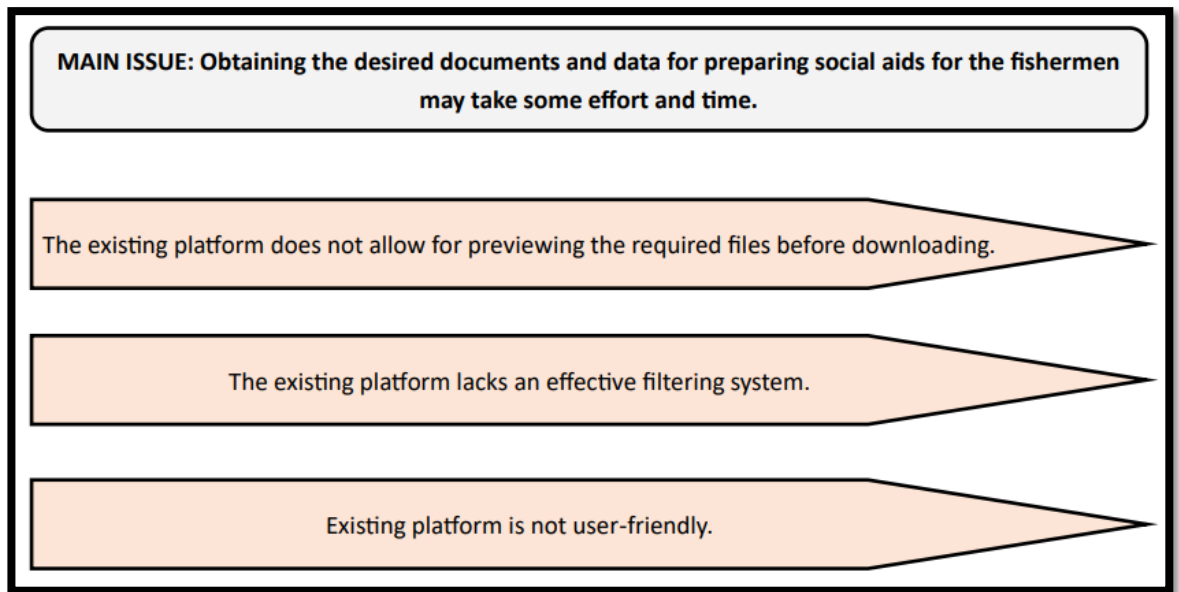 MAIN ISSUE: Obtaining the desired documents and data for preparing social aids for the fishermen
may take some effort and time.
The existing platform does not allow for previewing the required files before downloading.
The existing platform lacks an effective filtering system.
Existing platform is not user-friendly.